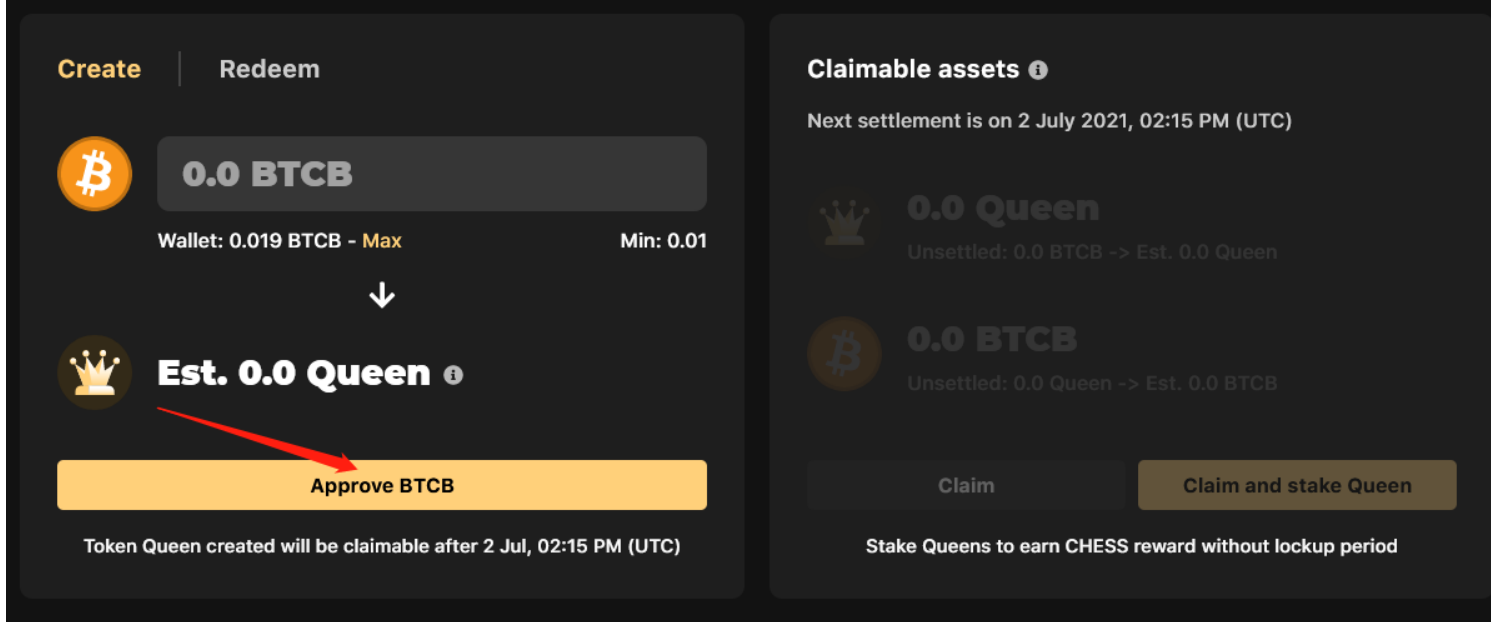 Create
Redeem
0.0 BTCB
Wallet: 0.019 BTCB - Max
Min: 0.01
Est. 0.0 Queen
Approve BTCB
Token Queen created will be claimable after 2 Jul, 02:15 PM (UTC)
Claimable assets
Next settlement is on 2 July 2021, 02:15 PM (UTC)
0.0 Queen
Unsettled: 0.0 BTCB -> Est. 0.0 Queen
0.0 BTCB
Unsettled: 0.0 Queen -> Est. 0.0 BTCB
Claim
Claim and stake Queen
Stake Queens to earn CHESS reward without lockup period